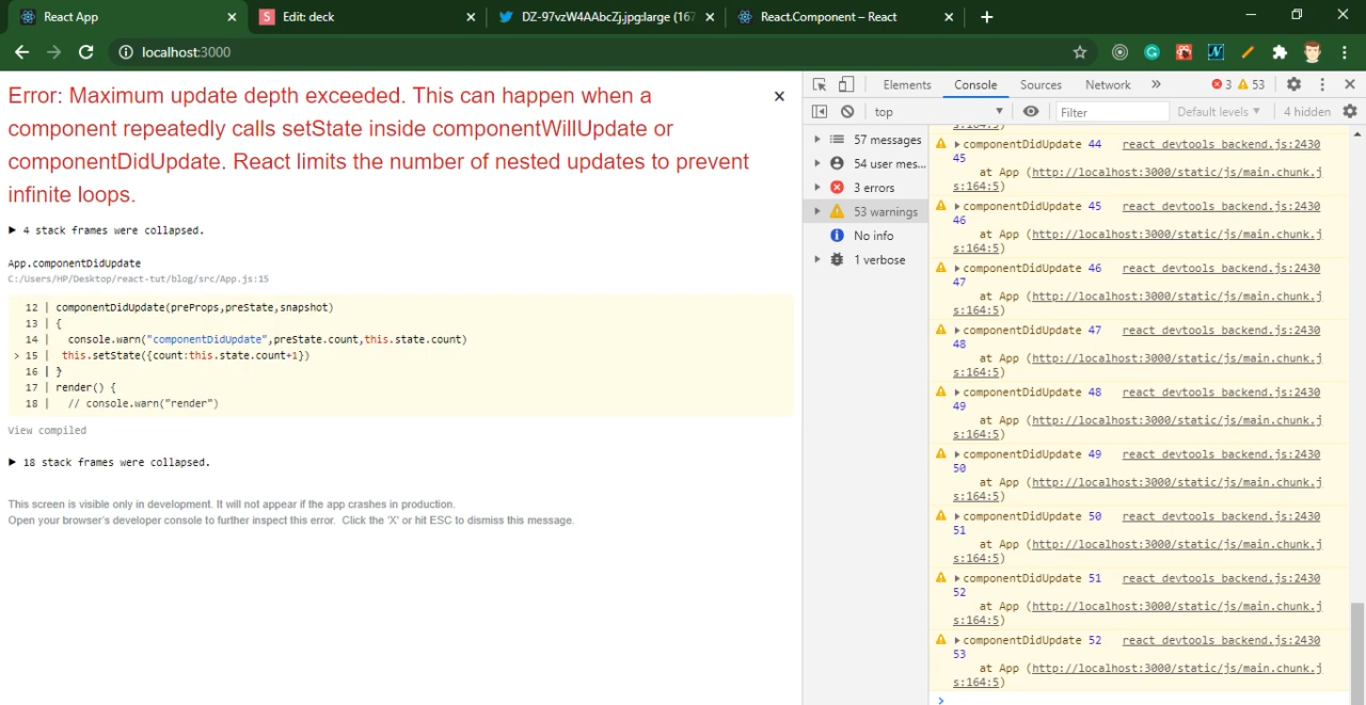 React App
Edit: deck
DZ-97vzW4AAbcZj.jpg:large (167
React.Component – React
localhost:3000
Error: Maximum update depth exceeded. This can happen when a
component repeatedly calls setState inside componentWillUpdate or
componentDidUpdate. React limits the number of nested updates to prevent
infinite loops.
▶ 4 stack frames were collapsed.
App.componentDidUpdate
C:/Users/HP/Desktop/react-tut/blog/src/App.js:15
12 | componentDidUpdate(preProps,preState,snapshot)
13 | {
14 |   console.warn("componentDidUpdate",preState.count,this.state.count)
> 15 |  this.setState({count:this.state.count+1})
16 | }
17 | render() {
18 |   // console.warn("render")
View compiled
▶ 18 stack frames were collapsed.
This screen is visible only in development. It will not appear if the app crashes in production.
Open your browser's developer console to further inspect this error.  Click the 'X' or hit ESC to dismiss this message.
Elements Console Sources Network » 3 53
top Filter Default levels 4 hidden
57 messages
54 user mes...
3 errors
53 warnings
No info
1 verbose
s:164:5)
componentDidUpdate 44 react_devtools_backend.js:2430
45
at App (http://localhost:3000/static/js/main.chunk.j
s:164:5)
componentDidUpdate 45 react_devtools_backend.js:2430
46
at App (http://localhost:3000/static/js/main.chunk.j
s:164:5)
componentDidUpdate 46 react_devtools_backend.js:2430
47
at App (http://localhost:3000/static/js/main.chunk.j
s:164:5)
componentDidUpdate 47 react_devtools_backend.js:2430
48
at App (http://localhost:3000/static/js/main.chunk.j
s:164:5)
componentDidUpdate 48 react_devtools_backend.js:2430
49
at App (http://localhost:3000/static/js/main.chunk.j
s:164:5)
componentDidUpdate 49 react_devtools_backend.js:2430
50
at App (http://localhost:3000/static/js/main.chunk.j
s:164:5)
componentDidUpdate 50 react_devtools_backend.js:2430
51
at App (http://localhost:3000/static/js/main.chunk.j
s:164:5)
componentDidUpdate 51 react_devtools_backend.js:2430
52
at App (http://localhost:3000/static/js/main.chunk.j
s:164:5)
componentDidUpdate 52 react_devtools_backend.js:2430
53
at App (http://localhost:3000/static/js/main.chunk.j
s:164:5)